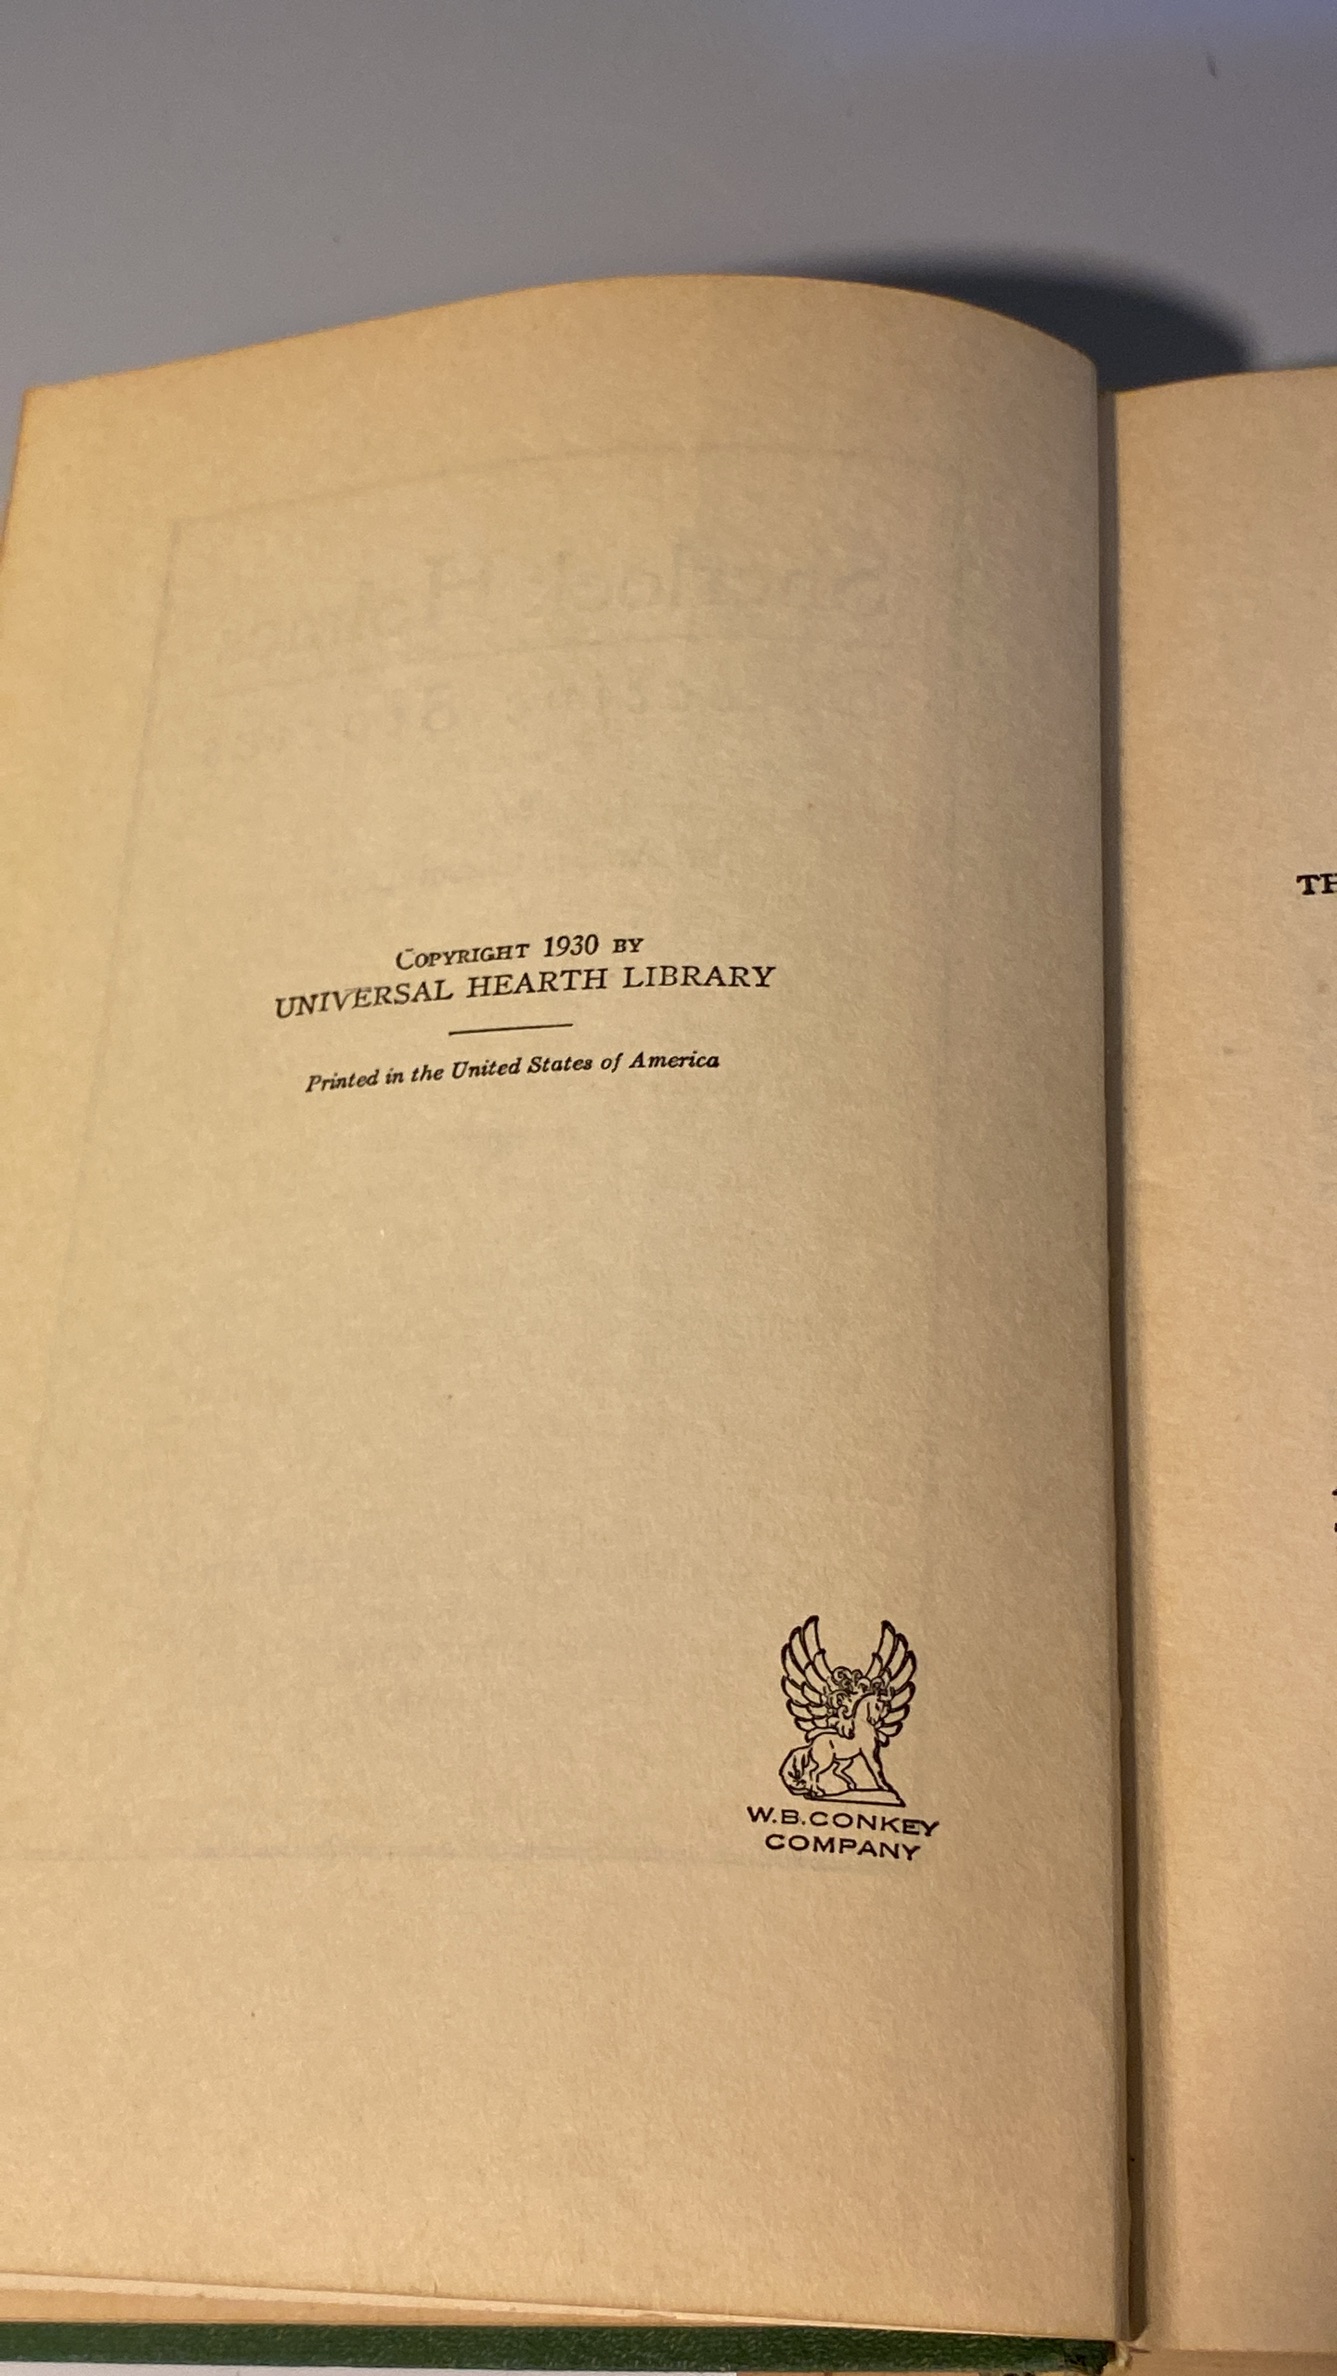 COPYRIGHT 1930 BY
UNIVERSAL HEARTH LIBRARY
Printed in the United States of America
W.B.CONKEY
COMPANY